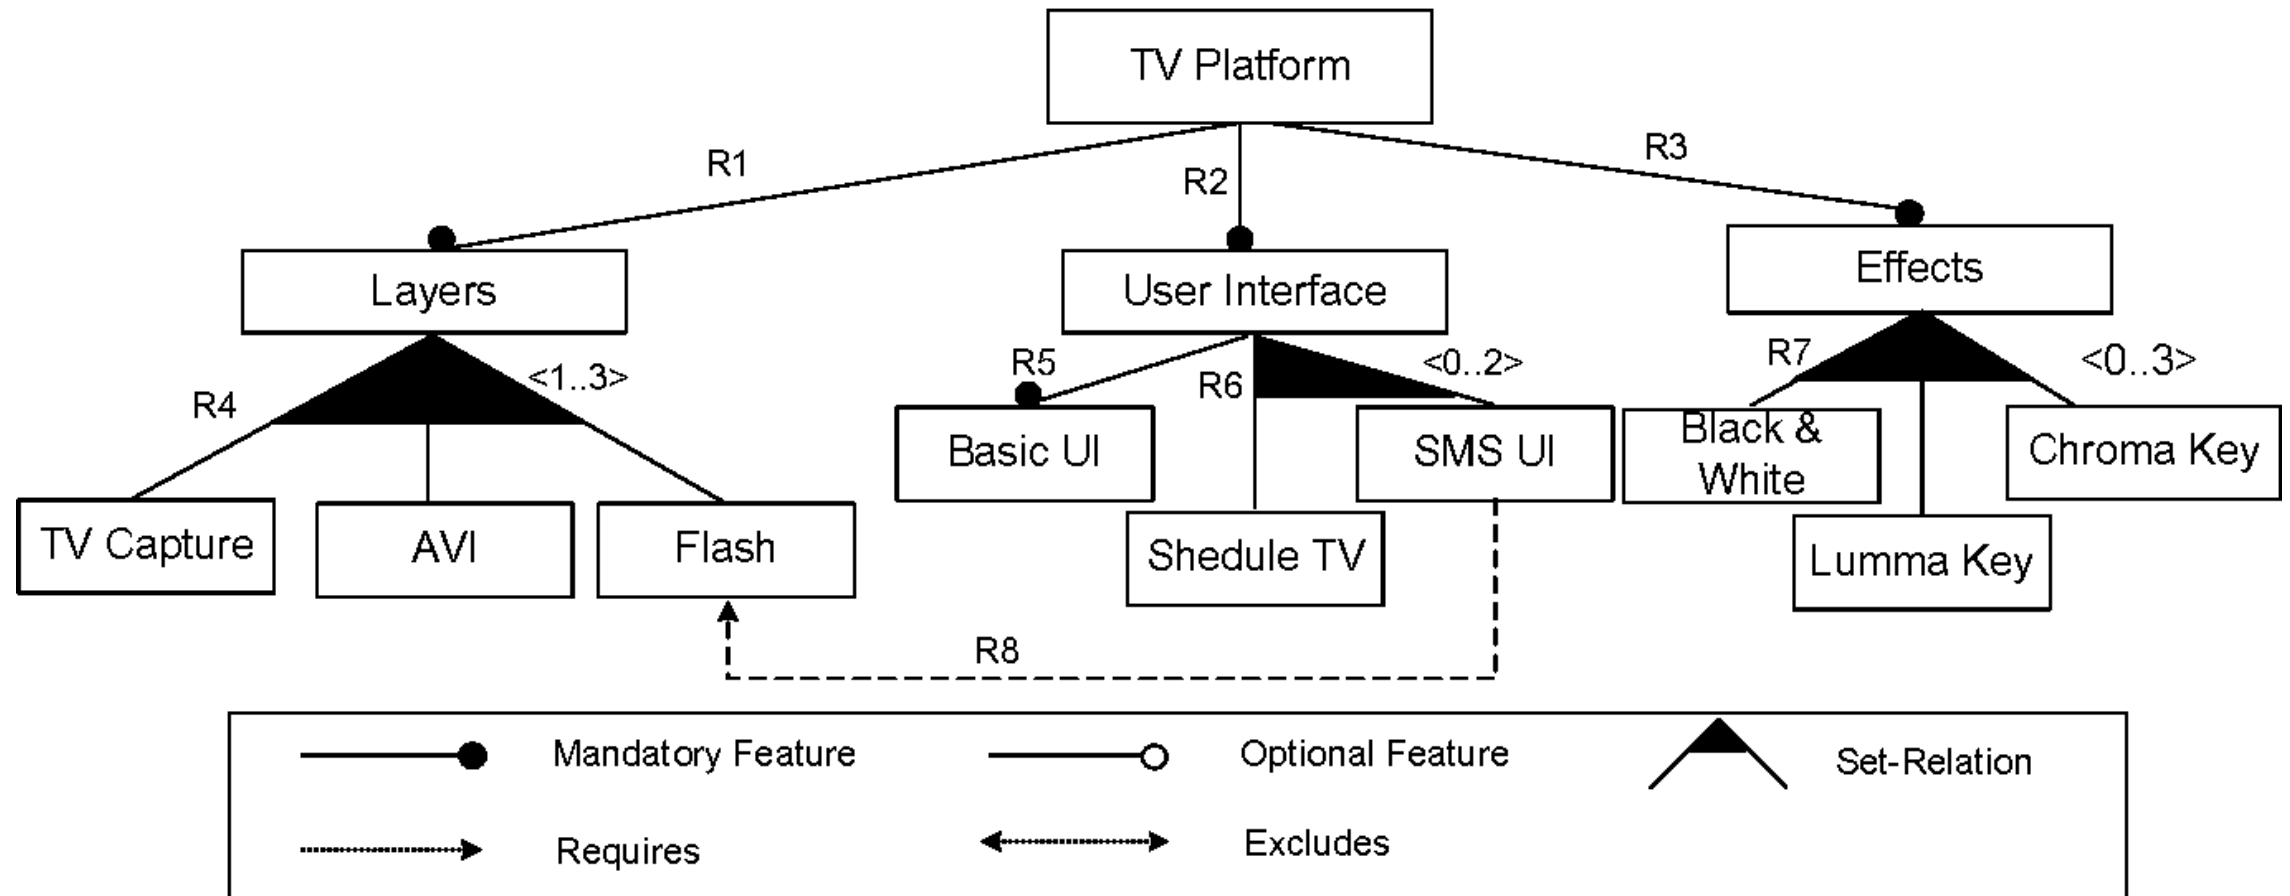 TV Platform
R1
R2
R3
Layers
User Interface
Effects
R4
<1..3>
R5
R6
<0..2>
R7
<0..3>
TV Capture
AVI
Flash
Basic UI
Shedule TV
SMS UI
Black &
White
Lumma Key
Chroma Key
R8
Mandatory Feature
Optional Feature
Set-Relation
Requires
Excludes